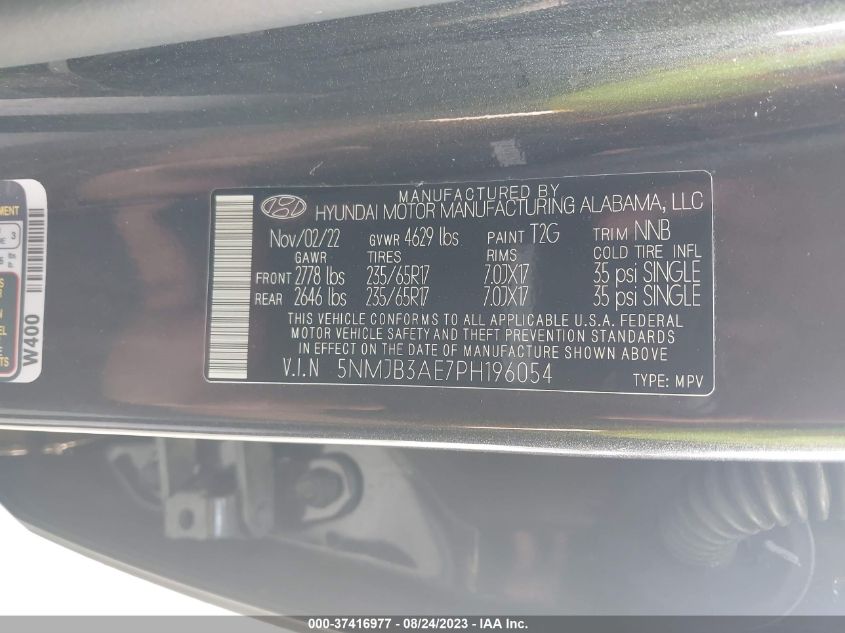 MANUFACTURED BY
HYUNDAI MOTOR MANUFACTURING ALABAMA, LLC
Nov/02/22 GVWR 4629 lbs PAINT T2G TRIM NNB
GAWR TIRES RIMS COLD TIRE INFL
FRONT 2778 lbs 235/65R17 7.0JX17 35 psi SINGLE
REAR 2646 lbs 235/65R17 7.0JX17 35 psi SINGLE
THIS VEHICLE CONFORMS TO ALL APPLICABLE U.S.A. FEDERAL
MOTOR VEHICLE SAFETY AND THEFT PREVENTION STANDARDS
IN EFFECT ON THE DATE OF MANUFACTURE SHOWN ABOVE
V.I.N 5NMJB3AE7PH196054 TYPE: MPV
W400
000-37416977 - 08/24/2023 - IAA Inc.